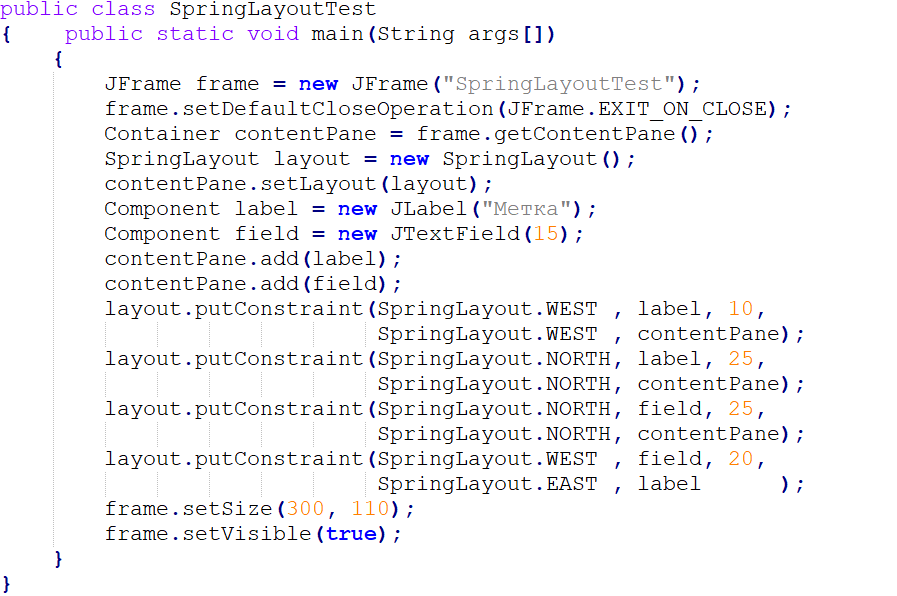 public class SpringLayoutTest
{    public static void main(String args[])
    {
        JFrame frame = new JFrame("SpringLayoutTest");
        frame.setDefaultCloseOperation(JFrame.EXIT_ON_CLOSE);
        Container contentPane = frame.getContentPane();
        SpringLayout layout = new SpringLayout();
        contentPane.setLayout(layout);
        Component label = new JLabel("Метка");
        Component field = new JTextField(15);
        contentPane.add(label);
        contentPane.add(field);
        layout.putConstraint(SpringLayout.WEST , label, 10,
                             SpringLayout.WEST , contentPane);
        layout.putConstraint(SpringLayout.NORTH, label, 25,
                             SpringLayout.NORTH, contentPane);
        layout.putConstraint(SpringLayout.NORTH, field, 25,
                             SpringLayout.NORTH, contentPane);
        layout.putConstraint(SpringLayout.WEST , field, 20,
                             SpringLayout.EAST , label      );
        frame.setSize(300, 110);
        frame.setVisible(true);
    }
}